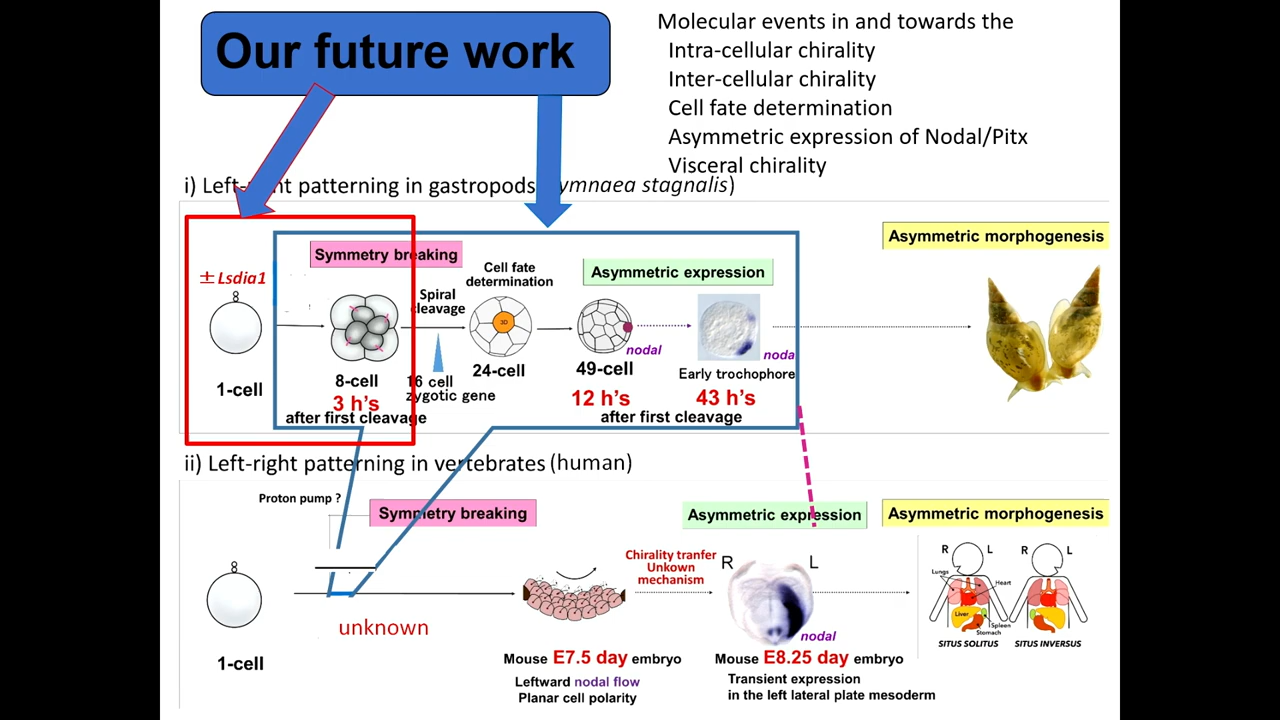 Our future work
Molecular events in and towards the
Intra-cellular chirality
Inter-cellular chirality
Cell fate determination
Asymmetric expression of Nodal/Pitx
Visceral chirality
i) Left- patterning in gastropods stagnalis)
Asymmetric morphogenesis
Symmetry breaking
Cell fate
determination
Asymmetric expression
± Lsdia1
Spiral
cleavage
3D
nodal
noda
1-cell
8-cell
3 h's
after first cleavage
16 cell
zygotic gene
24-cell
49-cell
12 h's
Early trochophore
43 h's
after first cleavage
ii) Left-right patterning in vertebrates (human)
Proton pump ?
Symmetry breaking
Asymmetric expression
Asymmetric morphogenesis
Chirality tranfer
Unkown
mechanism
R L
R L R L
Lungs
Heart
Liver
Spleen
Stomach
SITUS SOLITUS SITUS INVERSUS
unknown
nodal
1-cell
Mouse E7.5 day embryo
Leftward nodal flow
Planar cell polarity
Mouse E8.25 day embryo
Transient expression
in the left lateral plate mesoderm